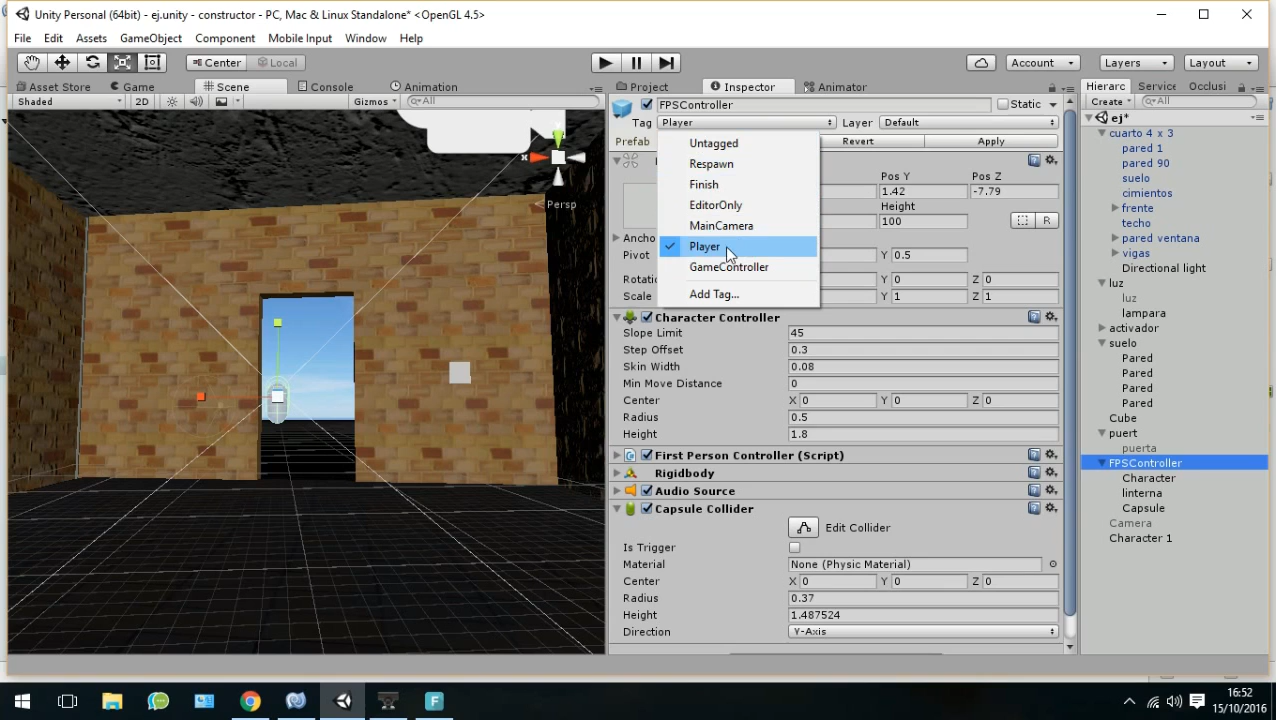 Unity Personal (64bit) - ej.unity - constructor - PC, Mac & Linux Standalone* <OpenGL 4.5>
File Edit Assets GameObject Component Mobile Input Window Help
Center Local Account Layers Layout
Asset Store Game Scene Console Animation Project Inspector Animator Hierarc Service Occlusi
Shaded 2D Gizmos All Create All
FPSController Static
ej*
Tag Player Layer Default
cuarto 4 x 3
Prefab Revert Apply
Untagged
pared 1
Respawn
pared 90
Pos Y Pos Z
suelo
Finish
1.42 -7.79
cimientos
EditorOnly
Height
frente
MainCamera
100 R
techo
Ancho
pared ventana
Player
Pivot Y 0.5
vigas
GameController
Directional light
Rotatio Y 0 Z 0
luz
Add Tag...
Scale Y 1 Z 1
luz
lampara
x Persp
Character Controller
activador
Slope Limit 45
suelo
Step Offset 0.3
Pared
Skin Width 0.08
Pared
Min Move Distance 0
Pared
Center X 0 Y 0 Z 0
Pared
Radius 0.5
Cube
Height 1.8
puert
puerta
First Person Controller (Script)
FPSController
Rigidbody
Character
Audio Source
linterna
Capsule Collider
Capsule
Edit Collider
Camera
Is Trigger
Character 1
Material None (Physic Material)
Center X 0 Y 0 Z 0
Radius 0.37
Height 1.487524
Direction Y-Axis
F
16:52
15/10/2016